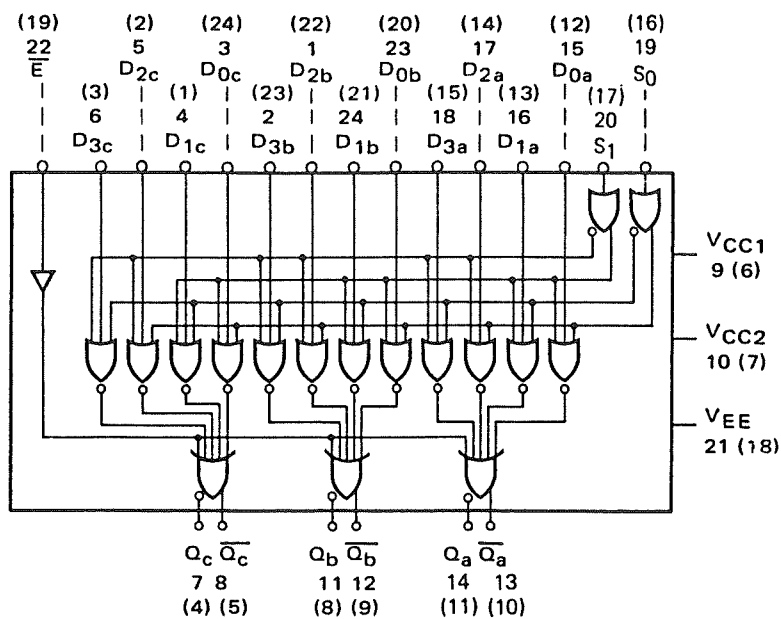 (19) (2) (24) (22) (20) (14) (12) (16)
22 5 3 1 23 17 15 19
E̅ D2c D0c D2b D0b D2a D0a S0
(3) (1) (23) (21) (15) (13) (17)
6 4 2 24 18 16 20
D3c D1c D3b D1b D3a D1a S1
VCC1
9 (6)
VCC2
10 (7)
VEE
21 (18)
Qc Q̅c̅ Qb Q̅b̅ Qa Q̅a̅
7 8 11 12 14 13
(4) (5) (8) (9) (11) (10)